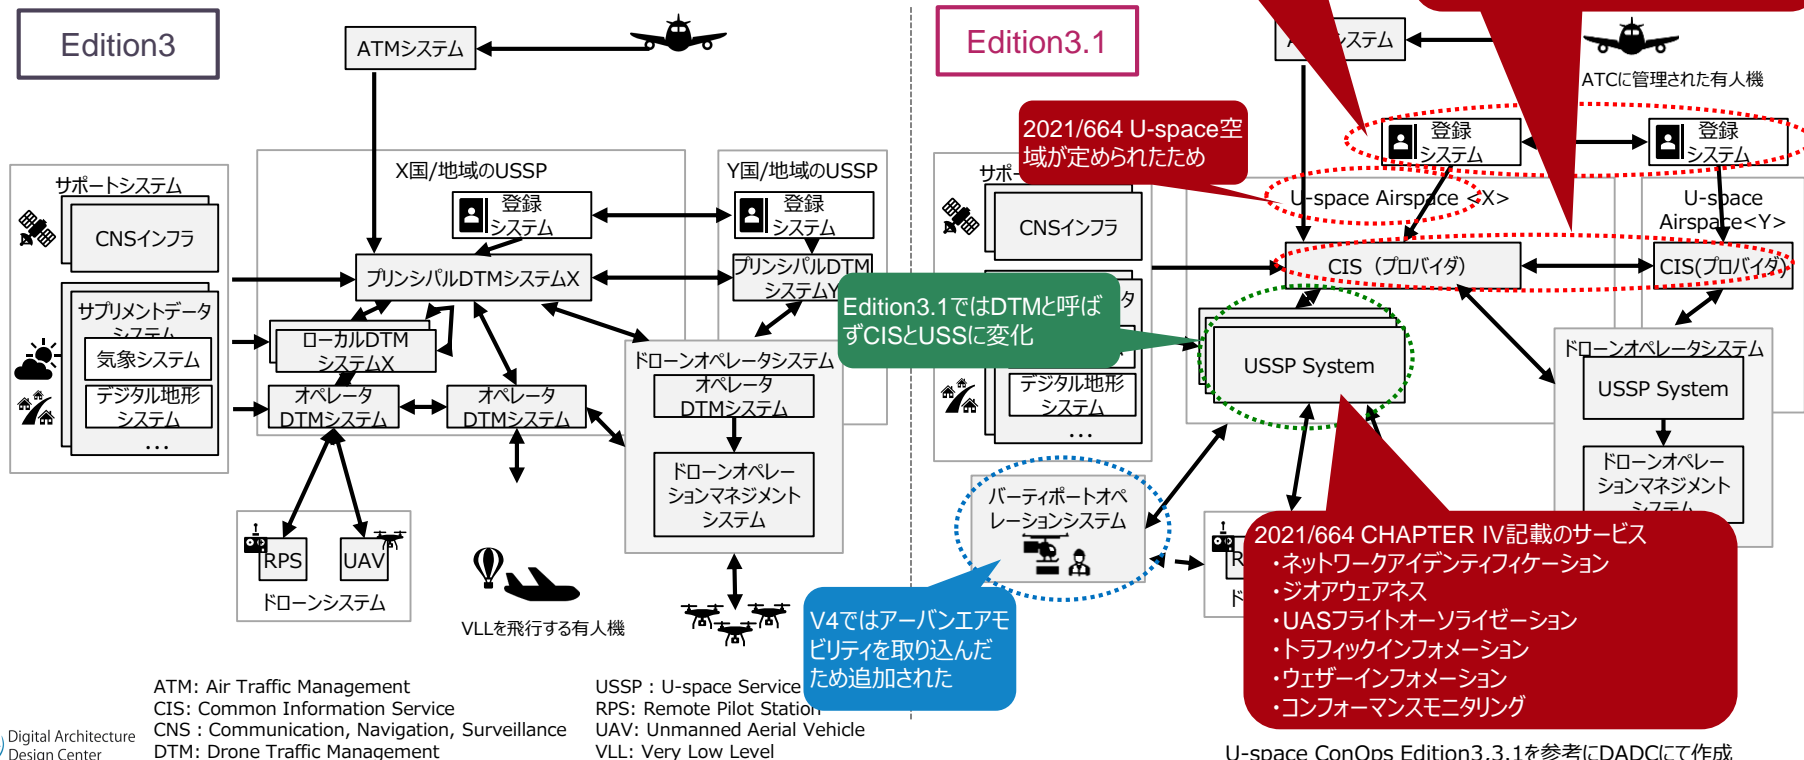 Edition3
ATMシステム
X国/地域のUSSP
Y国/地域のUSSP
サポートシステム
CNSインフラ
サプリメントデータ
システム
気象システム
デジタル地形
システム
…
登録
システム
登録
システム
プリンシパルDTMシステムX
プリンシパルDTM
システムY
ローカルDTM
システムX
オペレータ
DTMシステム
オペレータ
DTMシステム
ドローンオペレータシステム
オペレータ
DTMシステム
ドローンオペレー
ションマネジメント
システム
RPS
UAV
ドローンシステム
VLLを飛行する有人機
Edition3.1
システム
ATCに管理された有人機
2021/664 U-space空
域が定められたため
登録
システム
登録
システム
サポ
CNSインフラ
U-space Airspace <X>
U-space
Airspace<Y>
CIS（プロバイダ）
CIS(プロバイダ)
Edition3.1ではDTMと呼ば
ずCISとUSSに変化
タ
デジタル地形
システム
…
USSP System
ドローンオペレータシステム
USSP System
ドローンオペレー
ションマネジメント
システム
バーティポートオペ
レーションシステム
V4ではアーバンエアモ
ビリティを取り込んだ
ため追加された
2021/664 CHAPTER IV記載のサービス
・ネットワークアイデンティフィケーション
・ジオアウェアネス
・UASフライトオーソライゼーション
・トラフィックインフォメーション
・ウェザーインフォメーション
・コンフォーマンスモニタリング
ATM: Air Traffic Management
CIS: Common Information Service
CNS : Communication, Navigation, Surveillance
DTM: Drone Traffic Management
USSP : U-space Service
RPS: Remote Pilot Station
UAV: Unmanned Aerial Vehicle
VLL: Very Low Level
Digital Architecture
Design Center
U-space ConOps Edition3,3.1を参考にDADCにて作成